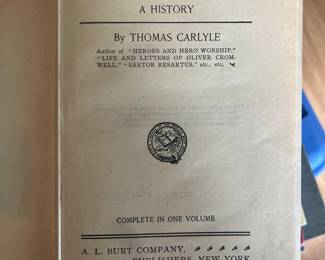 A HISTORY
By THOMAS CARLYLE
Author of "HEROES AND HERO WORSHIP,"
"LIFE AND LETTERS OF OLIVER CROM-
WELL," "SARTOR RESARTUS," etc., etc.
COMPLETE IN ONE VOLUME
A. L. BURT COMPANY,
PUBLISHERS, NEW YORK